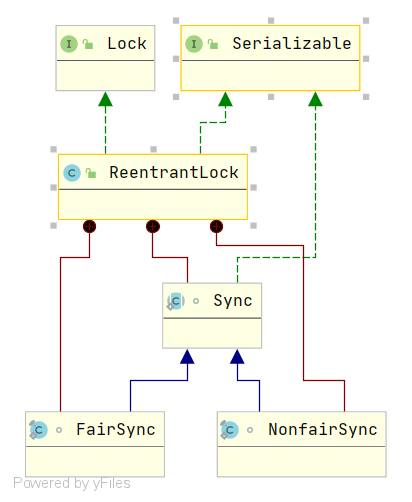 I Lock
I Serializable
C ReentrantLock
C Sync
C FairSync
C NonfairSync
Powered by yFiles